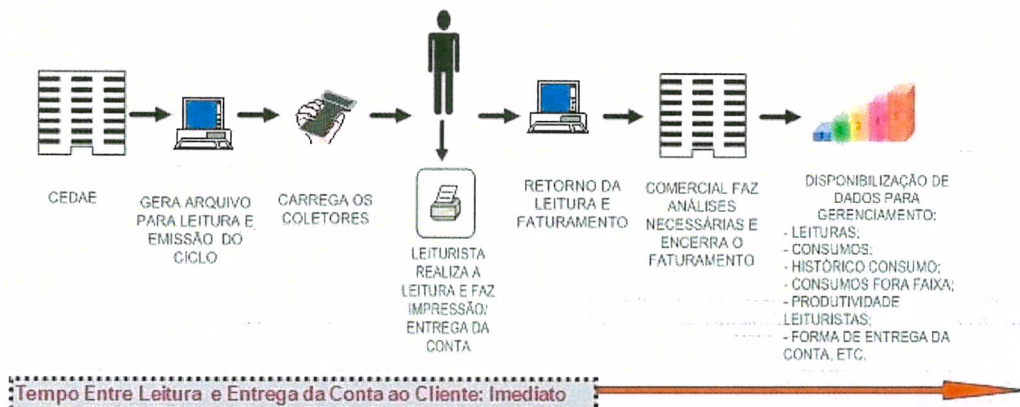 CEDAE
GERA ARQUIVO
PARA LEITURA E
EMISSÃO DO
CICLO
CARREGA OS
COLETORES
LEITURISTA
REALIZA A
LEITURA E FAZ
IMPRESSÃO/
ENTREGA DA
CONTA
RETORNO DA
LEITURA E
FATURAMENTO
COMERCIAL FAZ
ANÁLISES
NECESSÁRIAS E
ENCERRA O
FATURAMENTO
DISPONIBILIZAÇÃO DE
DADOS PARA
GERENCIAMENTO:
- LEITURAS;
- CONSUMOS;
- HISTÓRICO CONSUMO;
- CONSUMOS FORA FAIXA;
- PRODUTIVIDADE
LEITURISTAS;
- FORMA DE ENTREGA DA
CONTA, ETC.
Tempo Entre Leitura e Entrega da Conta ao Cliente: Imediato